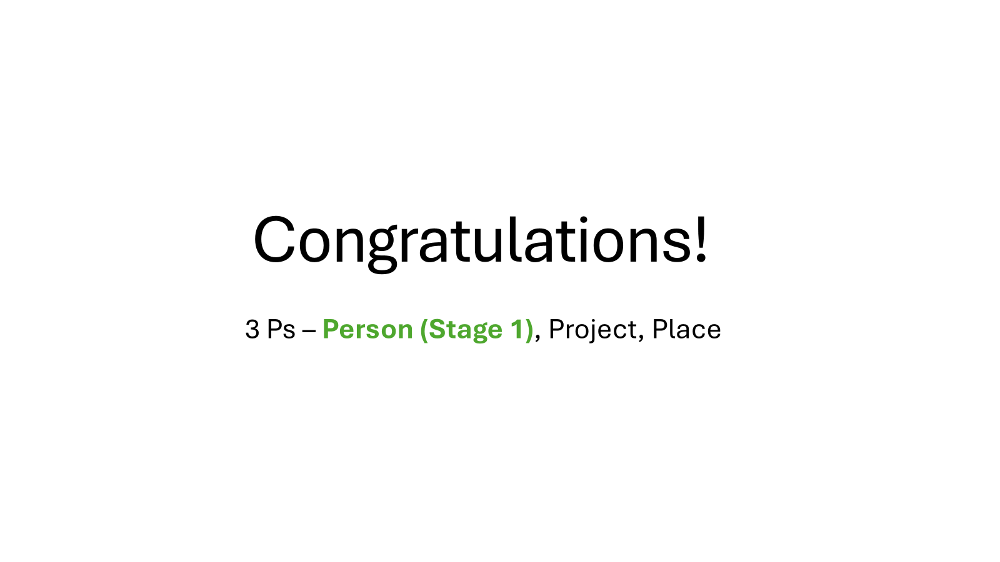 Congratulations!
3 Ps – Person (Stage 1), Project, Place